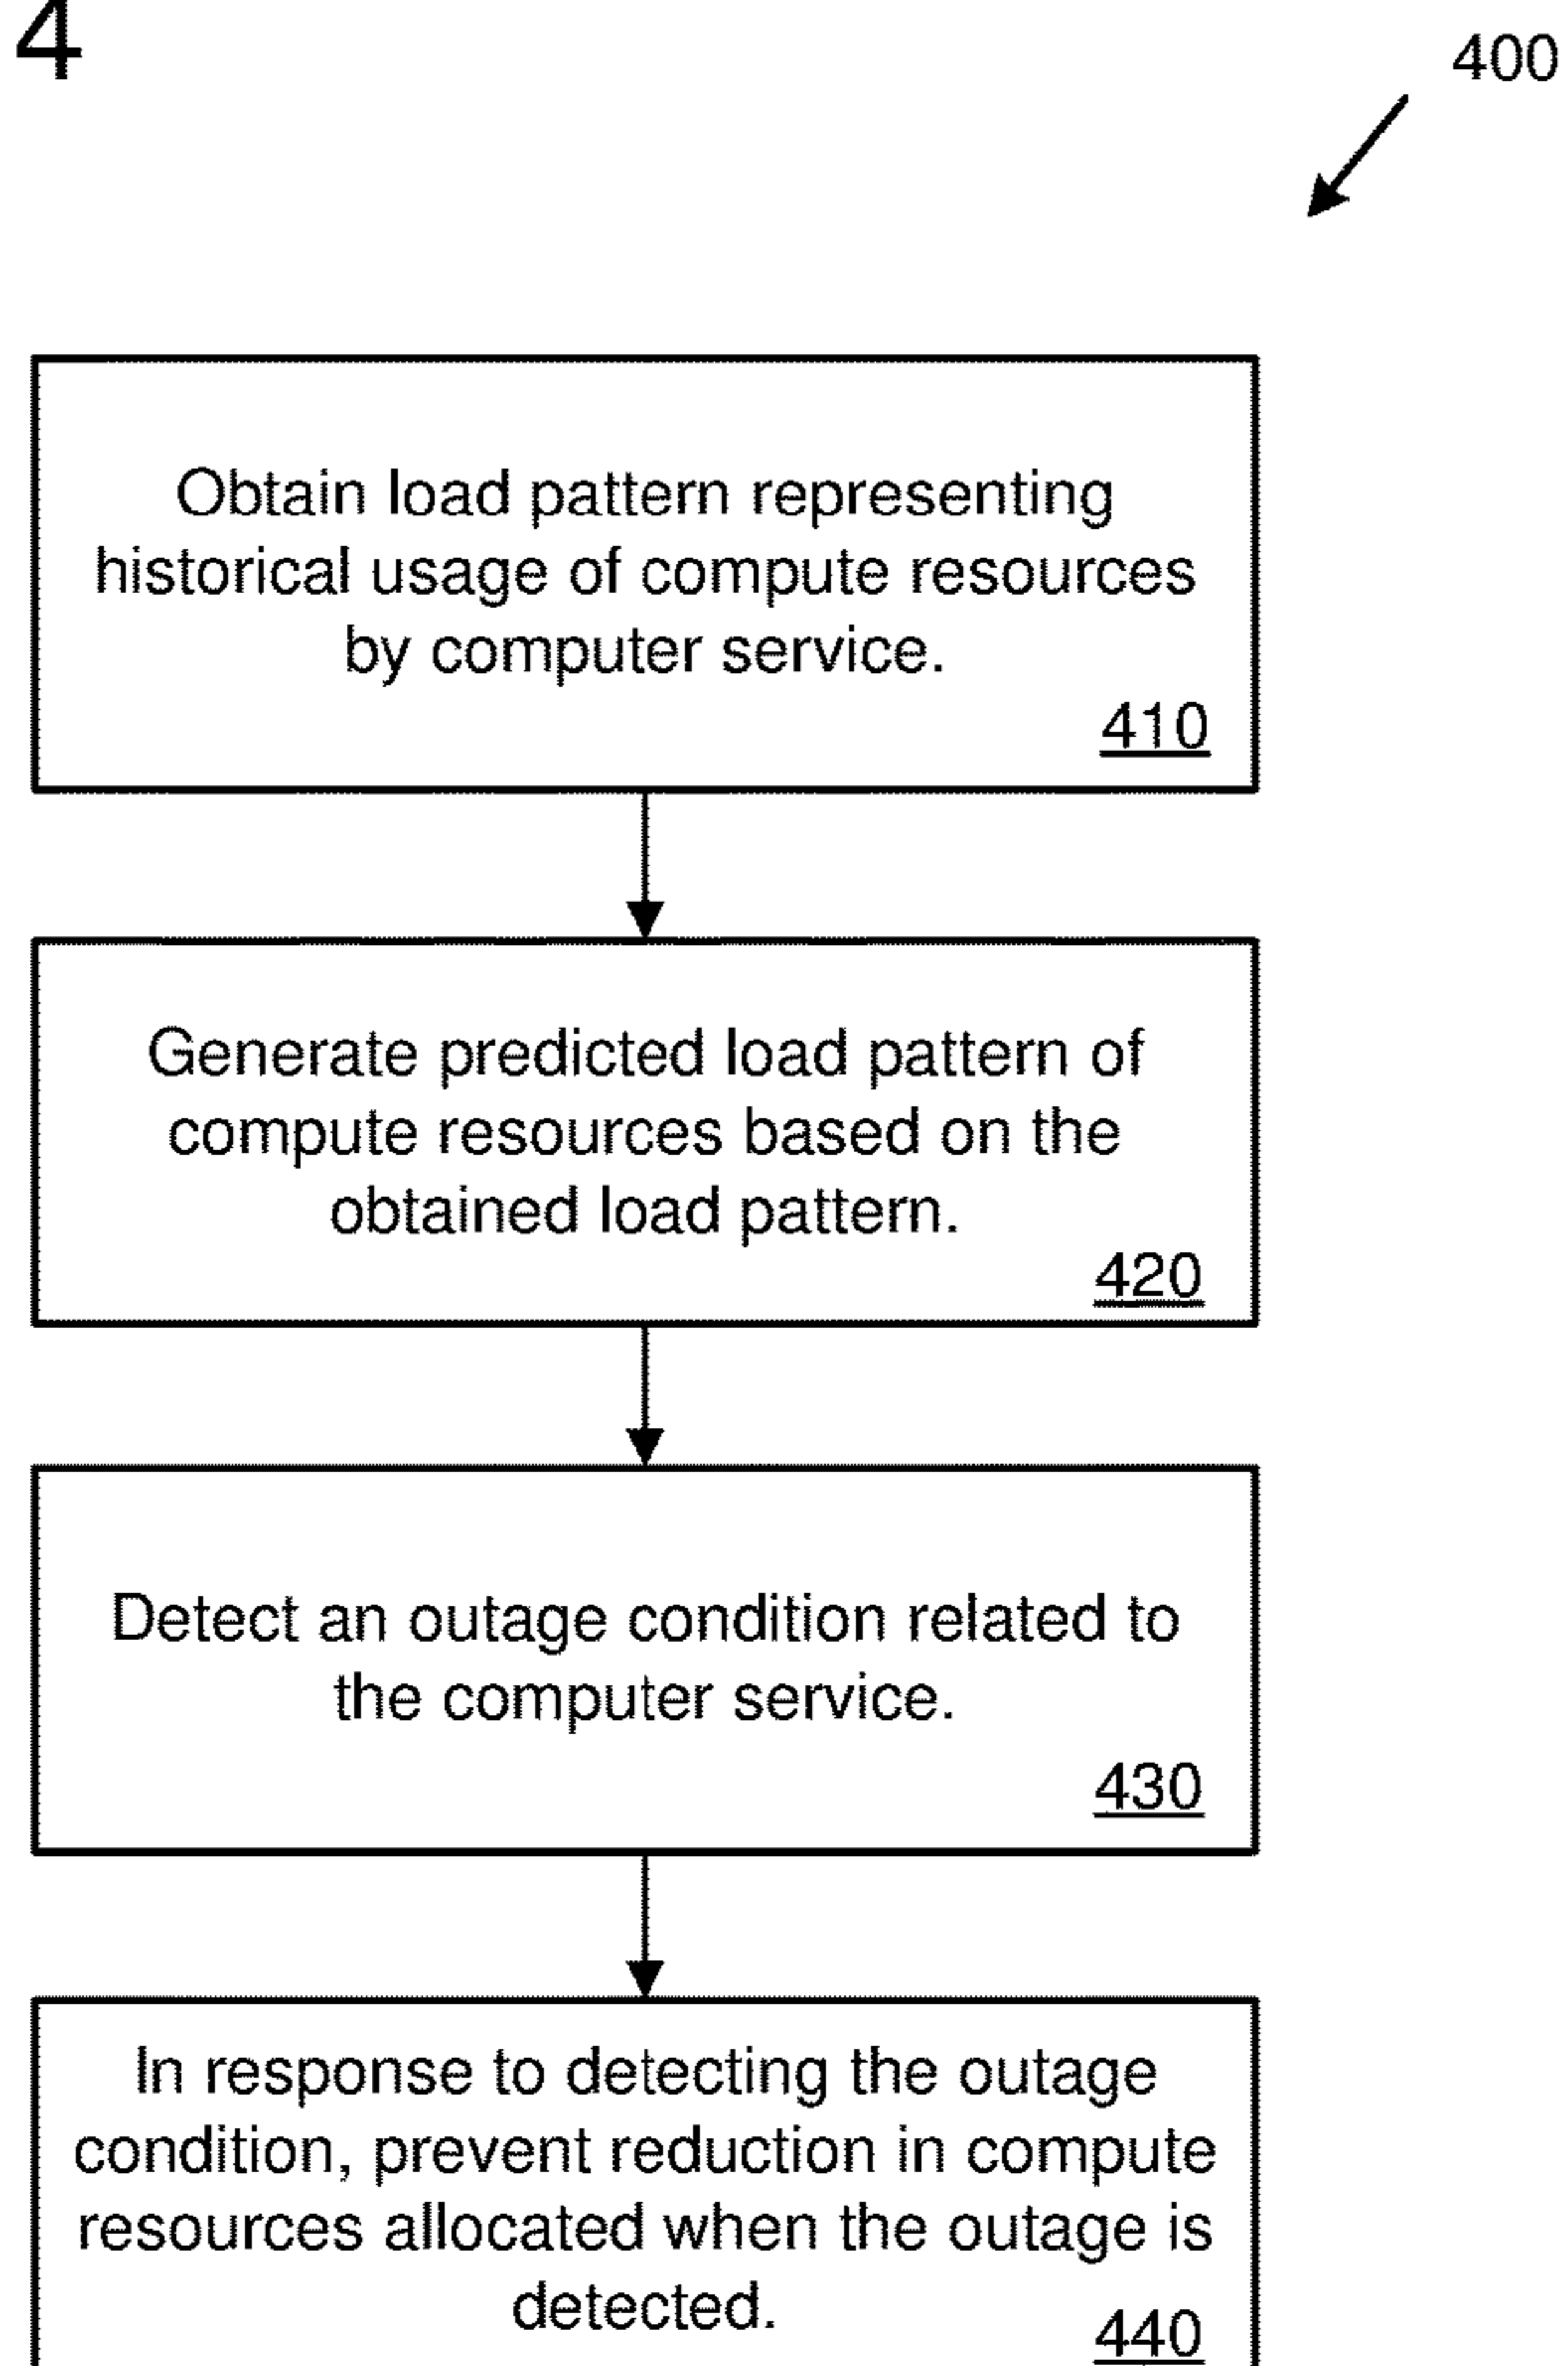 4
400
Obtain load pattern representing
historical usage of compute resources
by computer service.
410
Generate predicted load pattern of
compute resources based on the
obtained load pattern.
420
Detect an outage condition related to
the computer service.
430
In response to detecting the outage
condition, prevent reduction in compute
resources allocated when the outage is
detected.
440